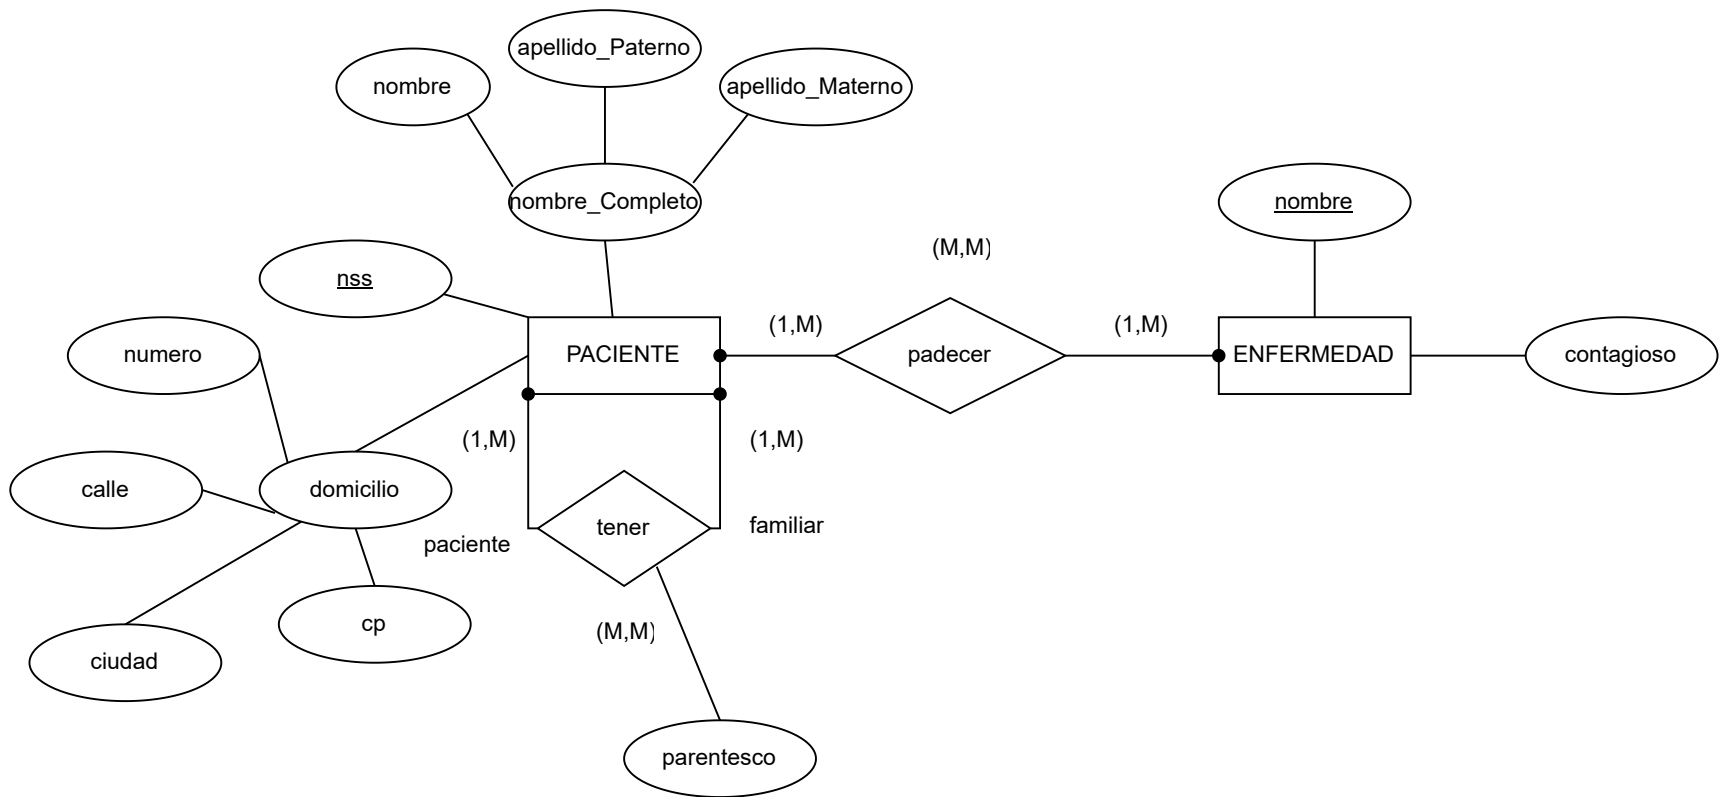 apellido_Paterno
nombre
apellido_Materno
nombre_Completo
nombre
(M,M)
nss
(1,M)
(1,M)
numero
PACIENTE
padecer
ENFERMEDAD
contagioso
(1,M)
(1,M)
calle
domicilio
tener
familiar
paciente
cp
(M,M)
ciudad
parentesco